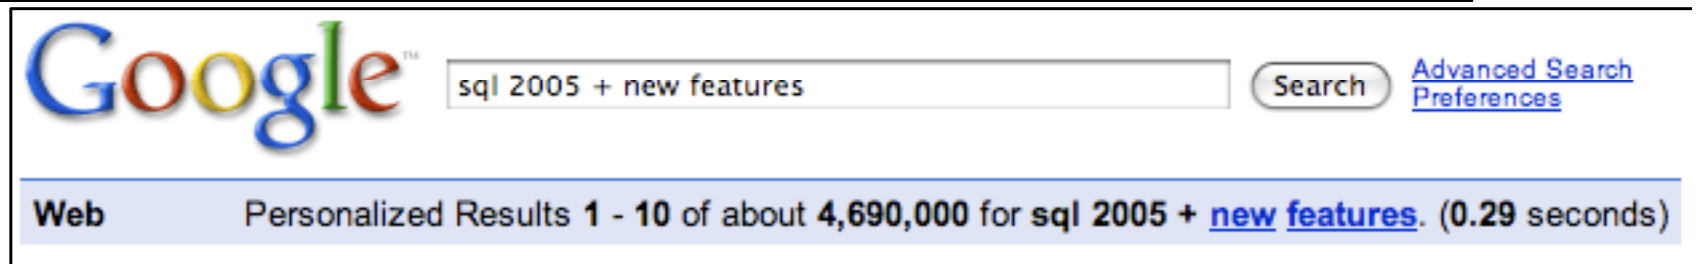 Google™
sql 2005 + new features
Search
Advanced Search
Preferences
Web
Personalized Results 1 - 10 of about 4,690,000 for sql 2005 + new features. (0.29 seconds)